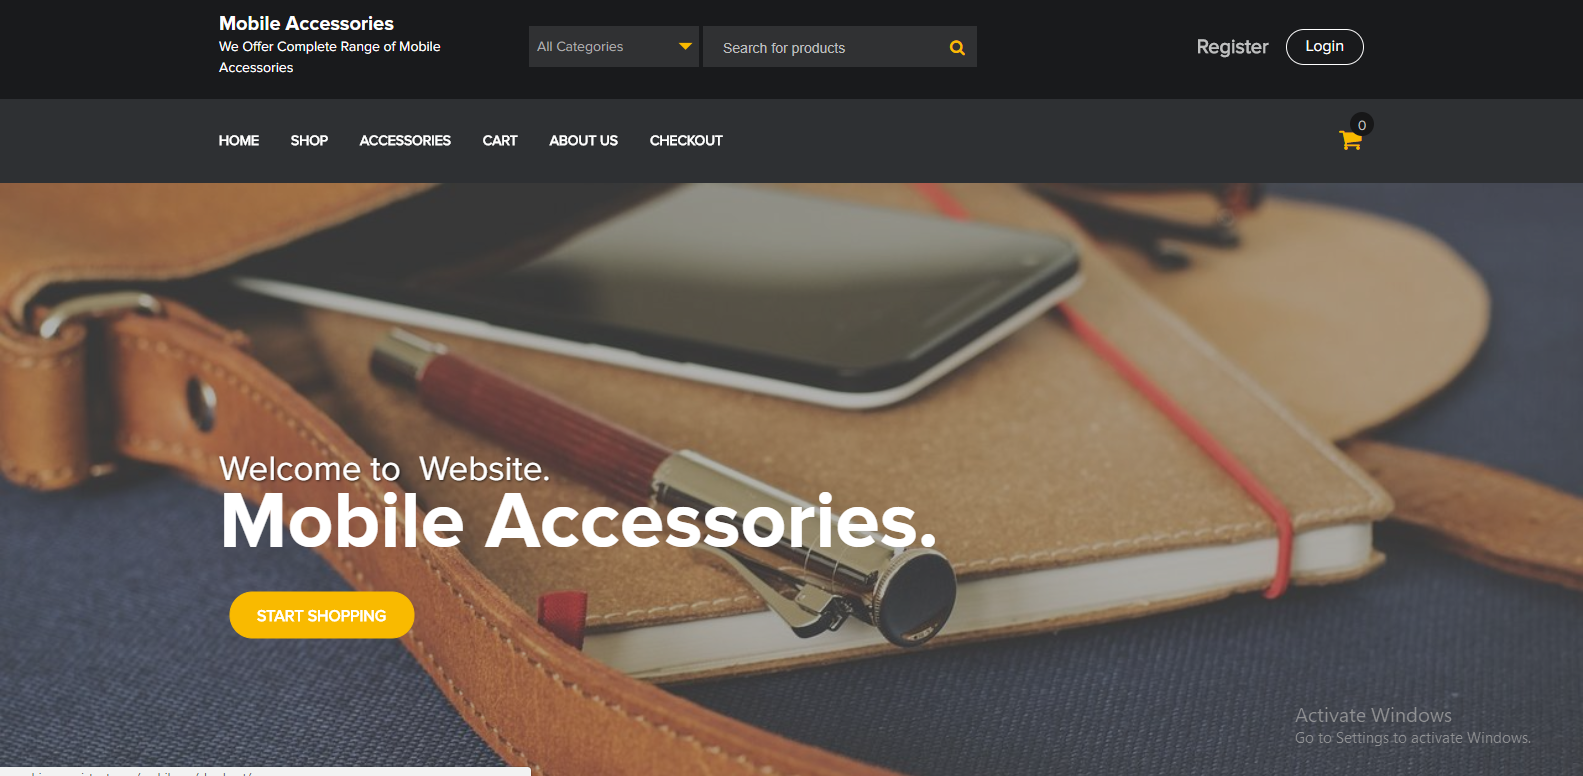 Mobile Accessories
We Offer Complete Range of Mobile
Accessories
All Categories
Search for products
Register
Login
HOME
SHOP
ACCESSORIES
CART
ABOUT US
CHECKOUT
0
Welcome to  Website.
Mobile Accessories.
START SHOPPING
Activate Windows
Go to Settings to activate Windows.